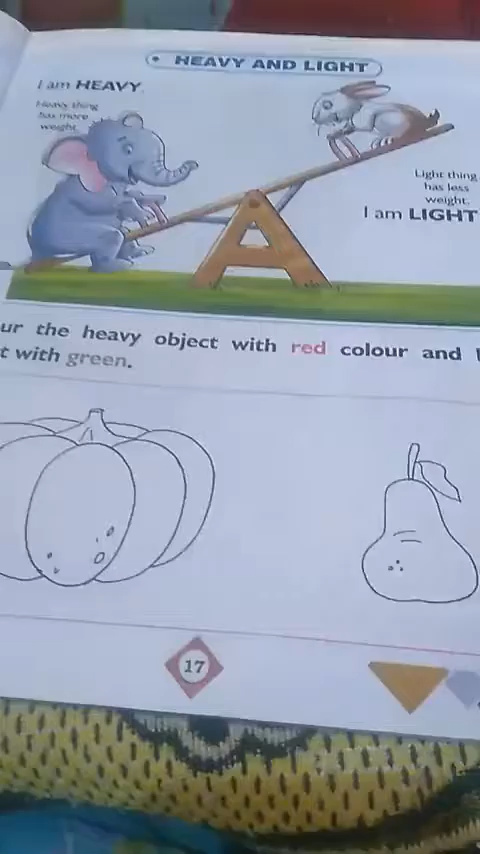 • HEAVY AND LIGHT
I am HEAVY.
Heavy thing
has more
weight.
Light thing
has less
weight.
I am LIGHT
ur the heavy object with red colour and
t with green.
17